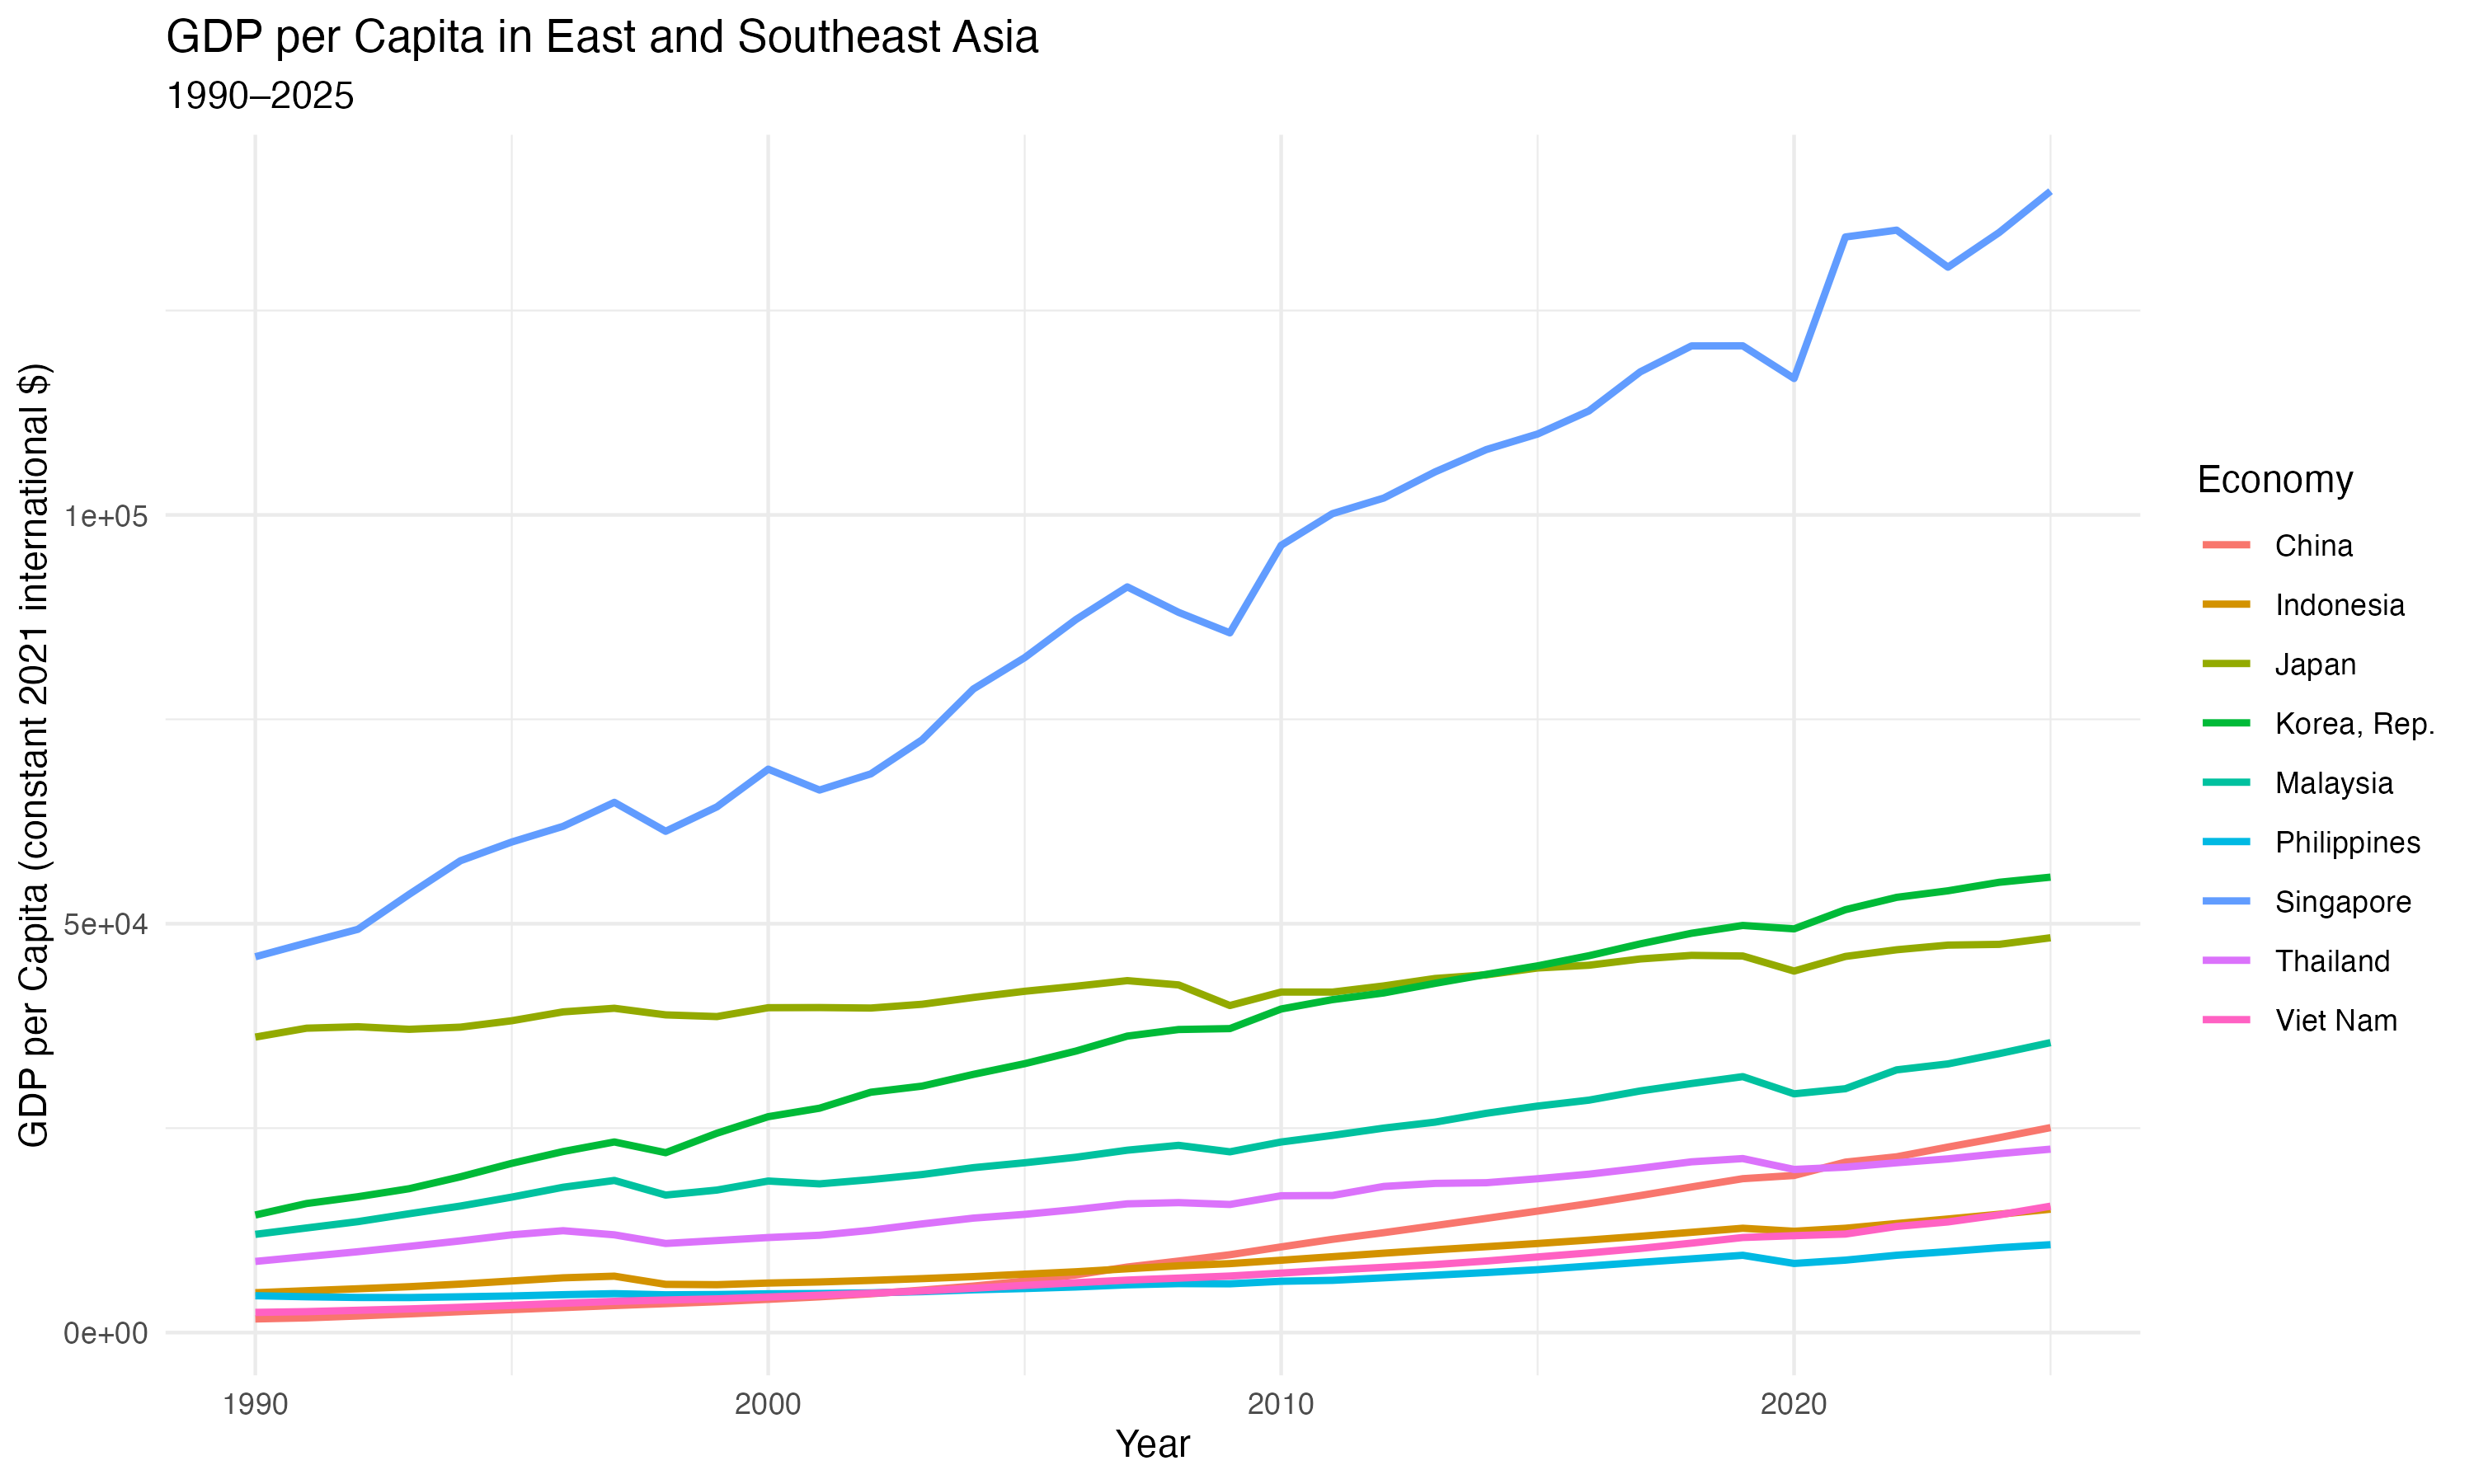 GDP per Capita in East and Southeast Asia
1990–2025
GDP per Capita (constant 2021 international $)
1e+05
5e+04
0e+00
1990
2000
2010
2020
Year
Economy
China
Indonesia
Japan
Korea, Rep.
Malaysia
Philippines
Singapore
Thailand
Viet Nam